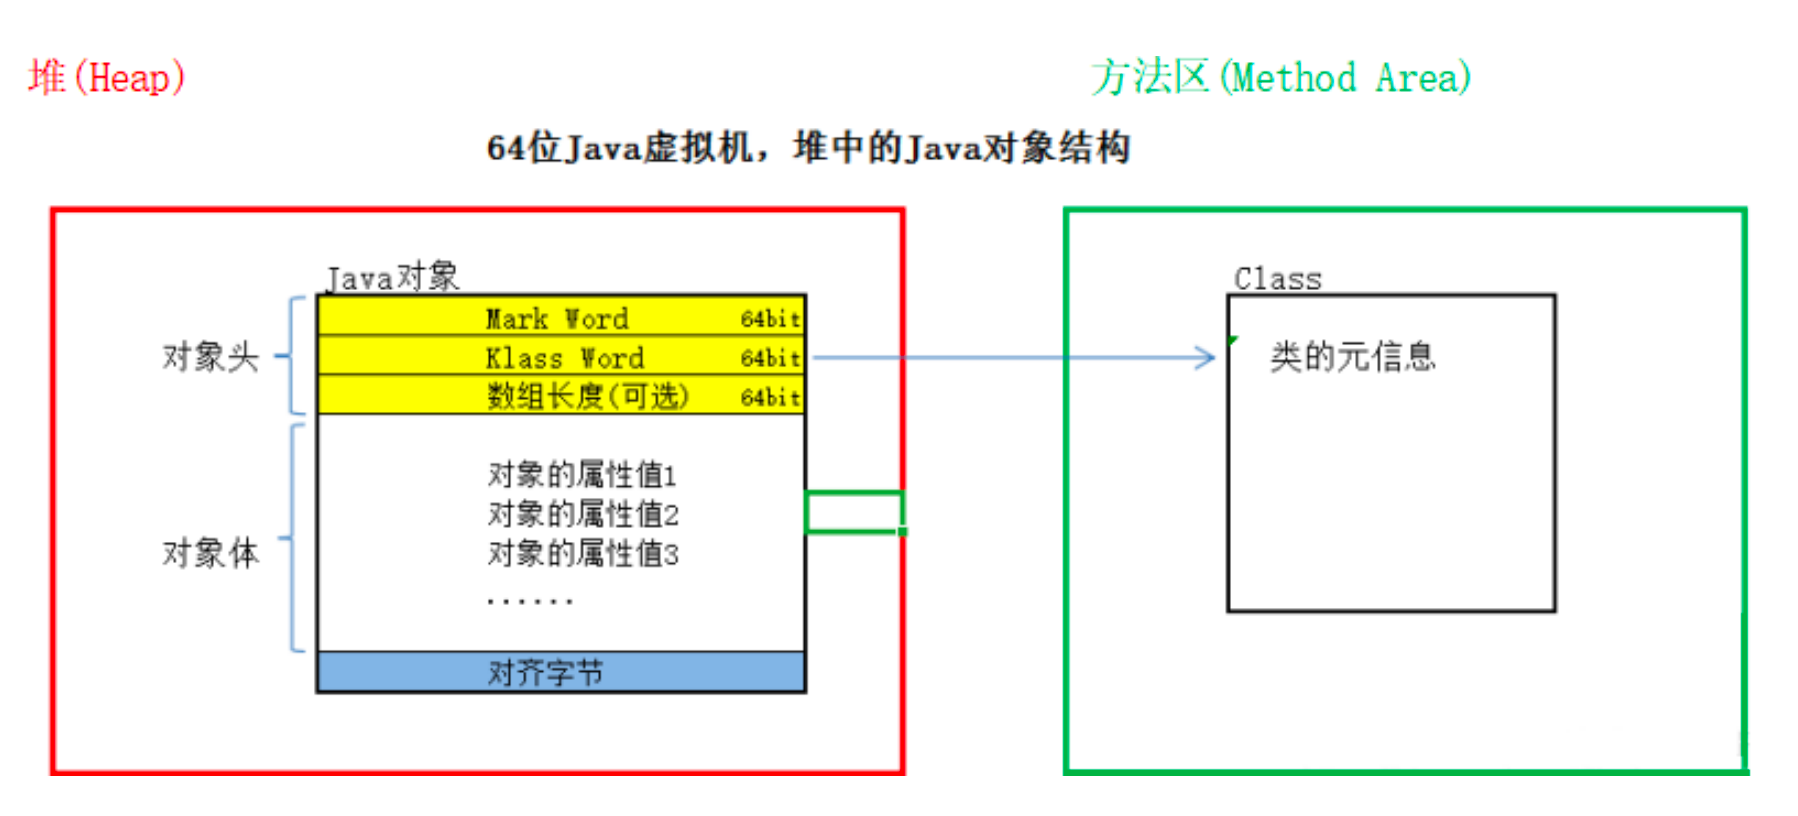 堆(Heap)
方法区(Method Area)
64位Java虚拟机，堆中的Java对象结构
Java对象
Class
对象头
Mark Word 64bit
Klass Word 64bit
数组长度(可选) 64bit
类的元信息
对象体
对象的属性值1
对象的属性值2
对象的属性值3
......
对齐字节